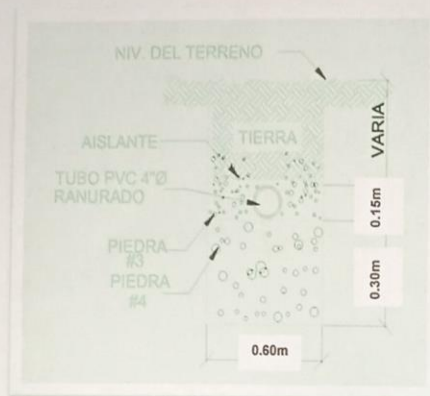 NIV. DEL TERRENO
AISLANTE
TIERRA
VARIA
TUBO PVC 4"Ø
RANURADO
0.15m
PIEDRA
#3
PIEDRA
#4
0.30m
0.60m